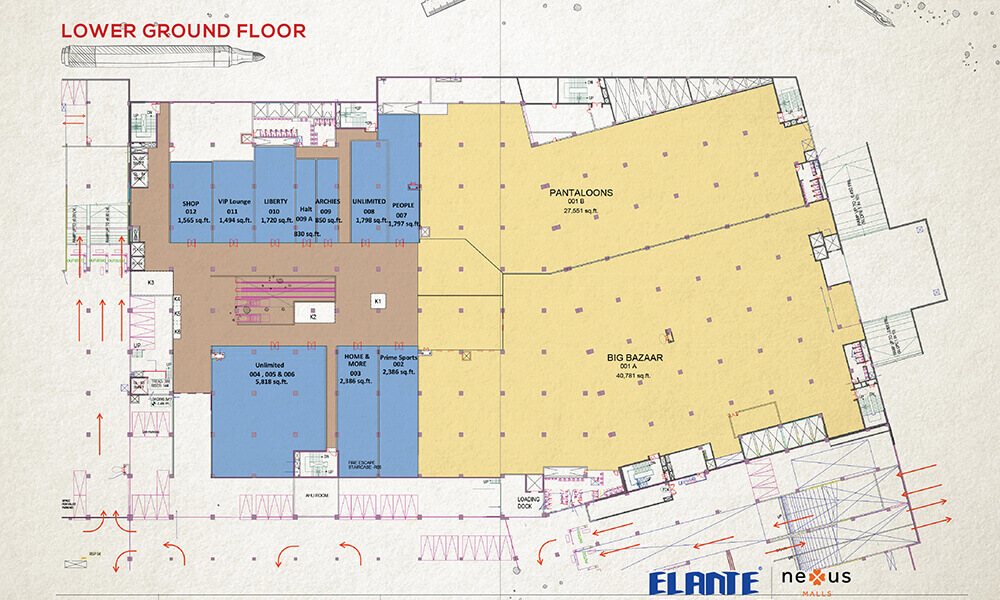 LOWER GROUND FLOOR
UP
DN
UP
DN
UP
PANTALOONS
001 B
27,551 sq.ft.
SHOP
012
1,565 sq.ft.
VIP Lounge
011
1,494 sq.ft.
LIBERTY
010
1,720 sq.ft.
Halt
009 A
830 sq.ft.
ARCHIES
009
850 sq.ft.
UNLIMITED
008
1,798 sq.ft.
PEOPLE
007
1,797 sq.ft.
K3
K4
K5
K6
K1
K2
UP
BIG BAZAAR
001 A
40,781 sq.ft.
Unlimited
004 , 005 & 006
5,818 sq.ft.
HOME &
MORE
003
2,386 sq.ft.
Prime Sports
002
2,386 sq.ft.
FIRE ESCAPE
STAIRCASE
AHU ROOM
LOADING
DOCK
UP
ELANTE
nexus
MALLS